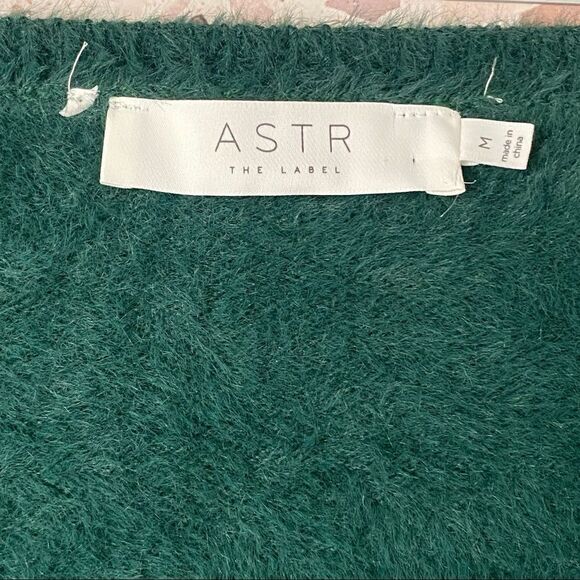 ASTR
THE LABEL
M
made in
china